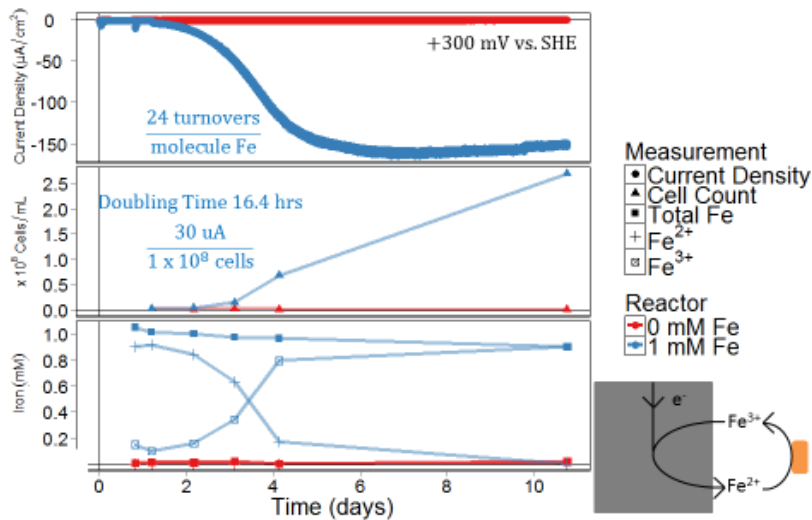 Current Density (µA/cm²)
0
-50
-100
-150
+300 mV vs. SHE
24 turnovers
molecule Fe
x 10⁸ Cells/mL
2.5
2.0
1.5
1.0
0.5
0.0
Doubling Time 16.4 hrs
30 uA
1 x 10⁸ cells
Iron (mM)
1.0
0.8
0.6
0.4
0.2
0
2
4
6
8
10
Time (days)
Measurement
Current Density
Cell Count
Total Fe
Fe²⁺
Fe³⁺
Reactor
0 mM Fe
1 mM Fe
e⁻
Fe³⁺
Fe²⁺